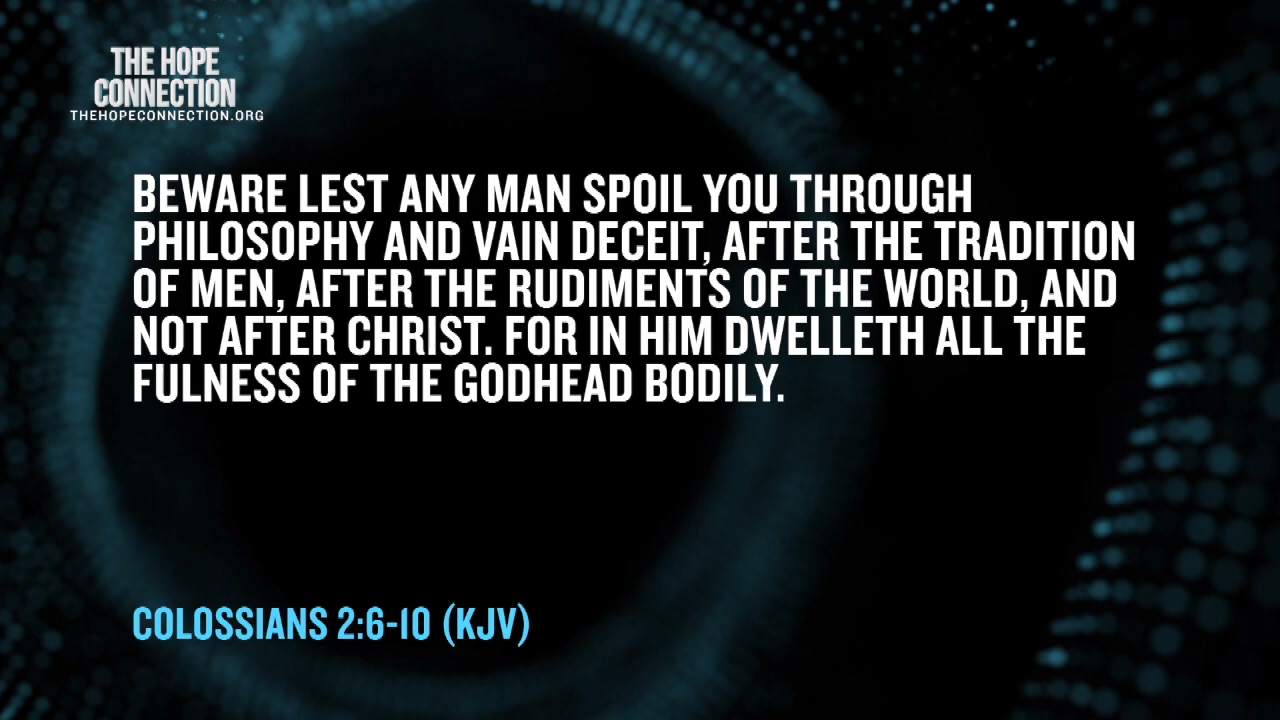 THE HOPE
CONNECTION
THEHOPECONNECTION.ORG
BEWARE LEST ANY MAN SPOIL YOU THROUGH
PHILOSOPHY AND VAIN DECEIT, AFTER THE TRADITION
OF MEN, AFTER THE RUDIMENTS OF THE WORLD, AND
NOT AFTER CHRIST. FOR IN HIM DWELLETH ALL THE
FULNESS OF THE GODHEAD BODILY.
COLOSSIANS 2:6-10 (KJV)